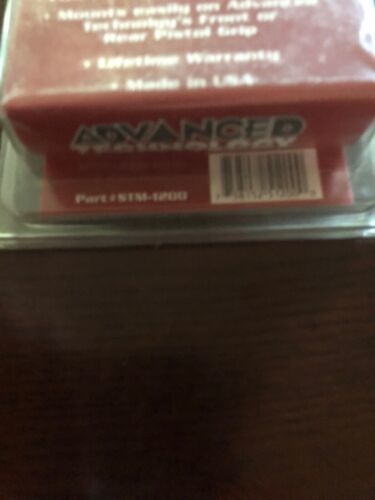 • Mounts easily on Advanced
Technology's Front or
Rear Pistol Grip
• Lifetime Warranty
• Made in USA
ADVANCED
TECHNOLOGY
Part#STM-1200